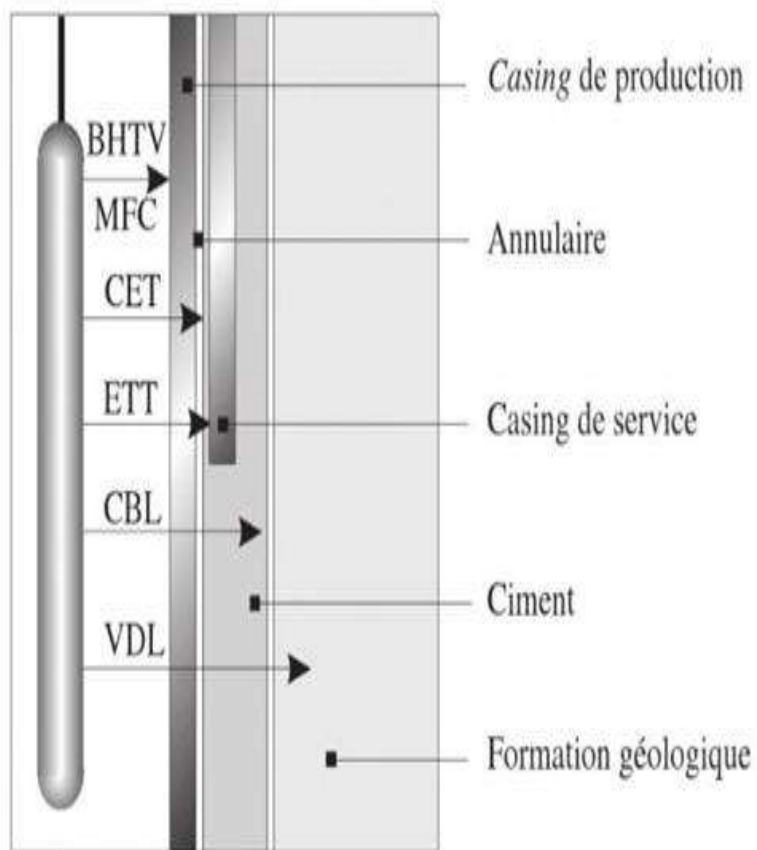 Casing de production
BHTV
MFC
Annulaire
CET
ETT
Casing de service
CBL
Ciment
VDL
Formation géologique